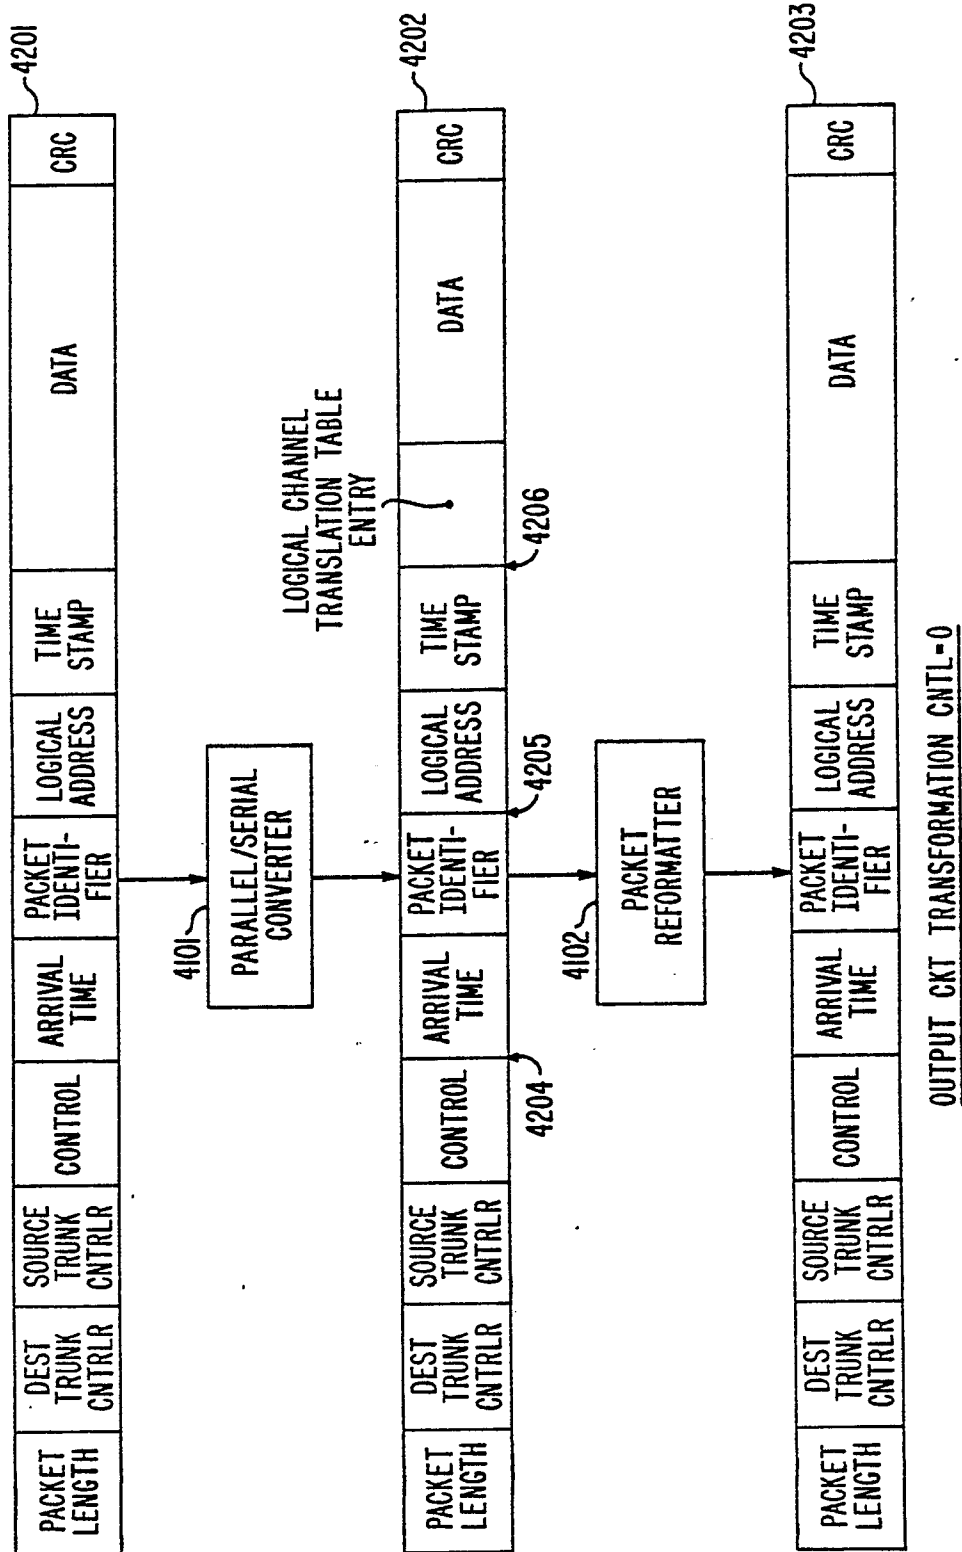 4201
PACKET
LENGTH
DEST
TRUNK
CNTRLR
SOURCE
TRUNK
CNTRLR
CONTROL
ARRIVAL
TIME
PACKET
IDENTI-
FIER
LOGICAL
ADDRESS
TIME
STAMP
DATA
CRC
4101
PARALLEL/SERIAL
CONVERTER
LOGICAL CHANNEL
TRANSLATION TABLE
ENTRY
4202
PACKET
LENGTH
DEST
TRUNK
CNTRLR
SOURCE
TRUNK
CNTRLR
CONTROL
ARRIVAL
TIME
PACKET
IDENTI-
FIER
LOGICAL
ADDRESS
TIME
STAMP
DATA
CRC
4204
4205
4206
4102
PACKET
REFORMATTER
4203
PACKET
LENGTH
DEST
TRUNK
CNTRLR
SOURCE
TRUNK
CNTRLR
CONTROL
ARRIVAL
TIME
PACKET
IDENTI-
FIER
LOGICAL
ADDRESS
TIME
STAMP
DATA
CRC
OUTPUT CKT TRANSFORMATION CNTL=0